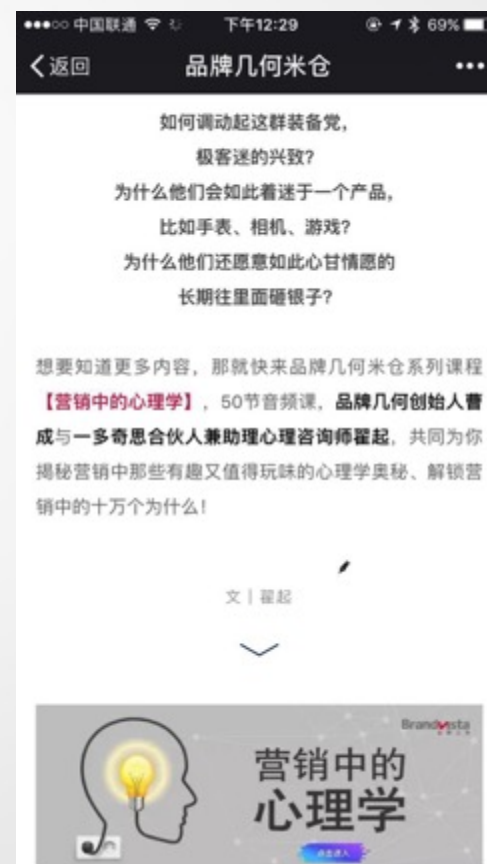 中国联通
下午12:29
69%
返回
品牌几何米仓
如何调动起这群装备党，
极客迷的兴致？
为什么他们会如此着迷于一个产品，
比如手表、相机、游戏？
为什么他们还愿意如此心甘情愿的
长期往里面砸银子？
想要知道更多内容，那就快来品牌几何米仓系列课程
【营销中的心理学】，50节音频课，品牌几何创始人曹
成与一多奇思合伙人兼助理心理咨询师翟起，共同为你
揭秘营销中那些有趣又值得玩味的心理学奥秘、解锁营
销中的十万个为什么！
文｜翟起
Brandvista
营销中的
心理学
点击进入